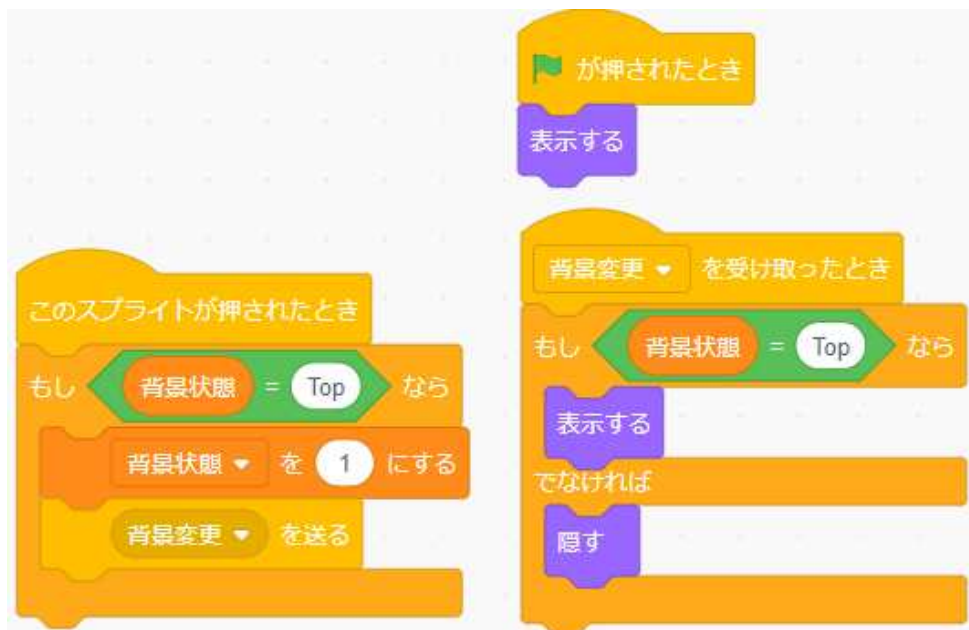 が押されたとき
表示する
このスプライトが押されたとき
もし 背景状態 = Top なら
背景状態 を 1 にする
背景変更 を送る
背景変更 を受け取ったとき
もし 背景状態 = Top なら
表示する
でなければ
隠す